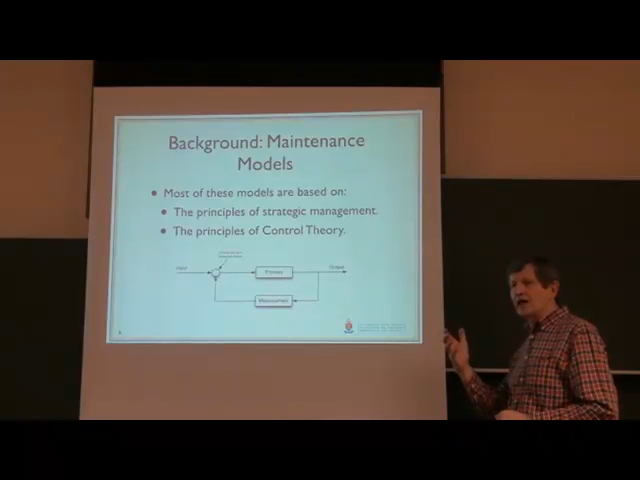 Background: Maintenance
Models
• Most of these models are based on:
• The principles of strategic management.
• The principles of Control Theory.
Input
Process
Output
Measurement